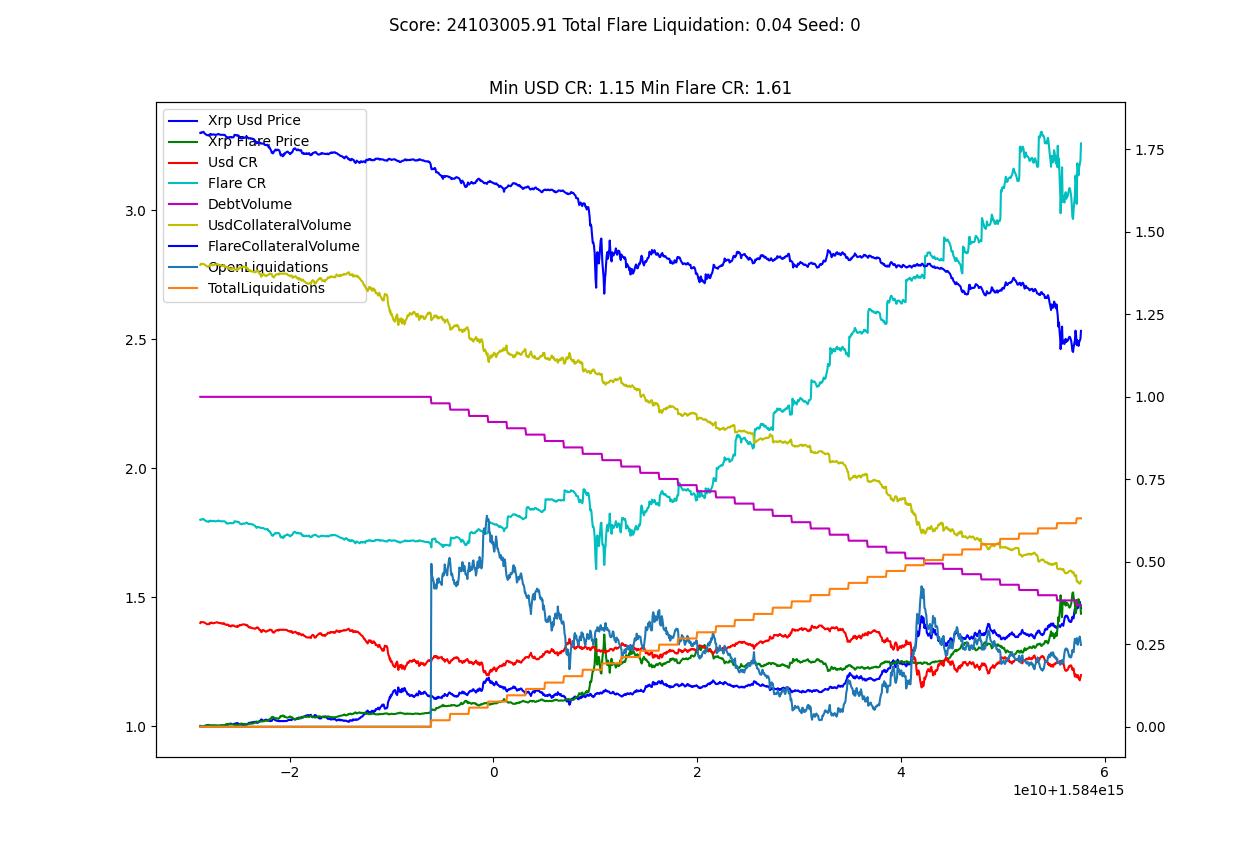 Score: 24103005.91 Total Flare Liquidation: 0.04 Seed: 0
Min USD CR: 1.15 Min Flare CR: 1.61
Xrp Usd Price
Xrp Flare Price
Usd CR
Flare CR
DebtVolume
UsdCollateralVolume
FlareCollateralVolume
OpenLiquidations
TotalLiquidations
3.0
2.5
2.0
1.5
1.0
1.75
1.50
1.25
1.00
0.75
0.50
0.25
0.00
−2 0 2 4 6
1e10+1.584e15